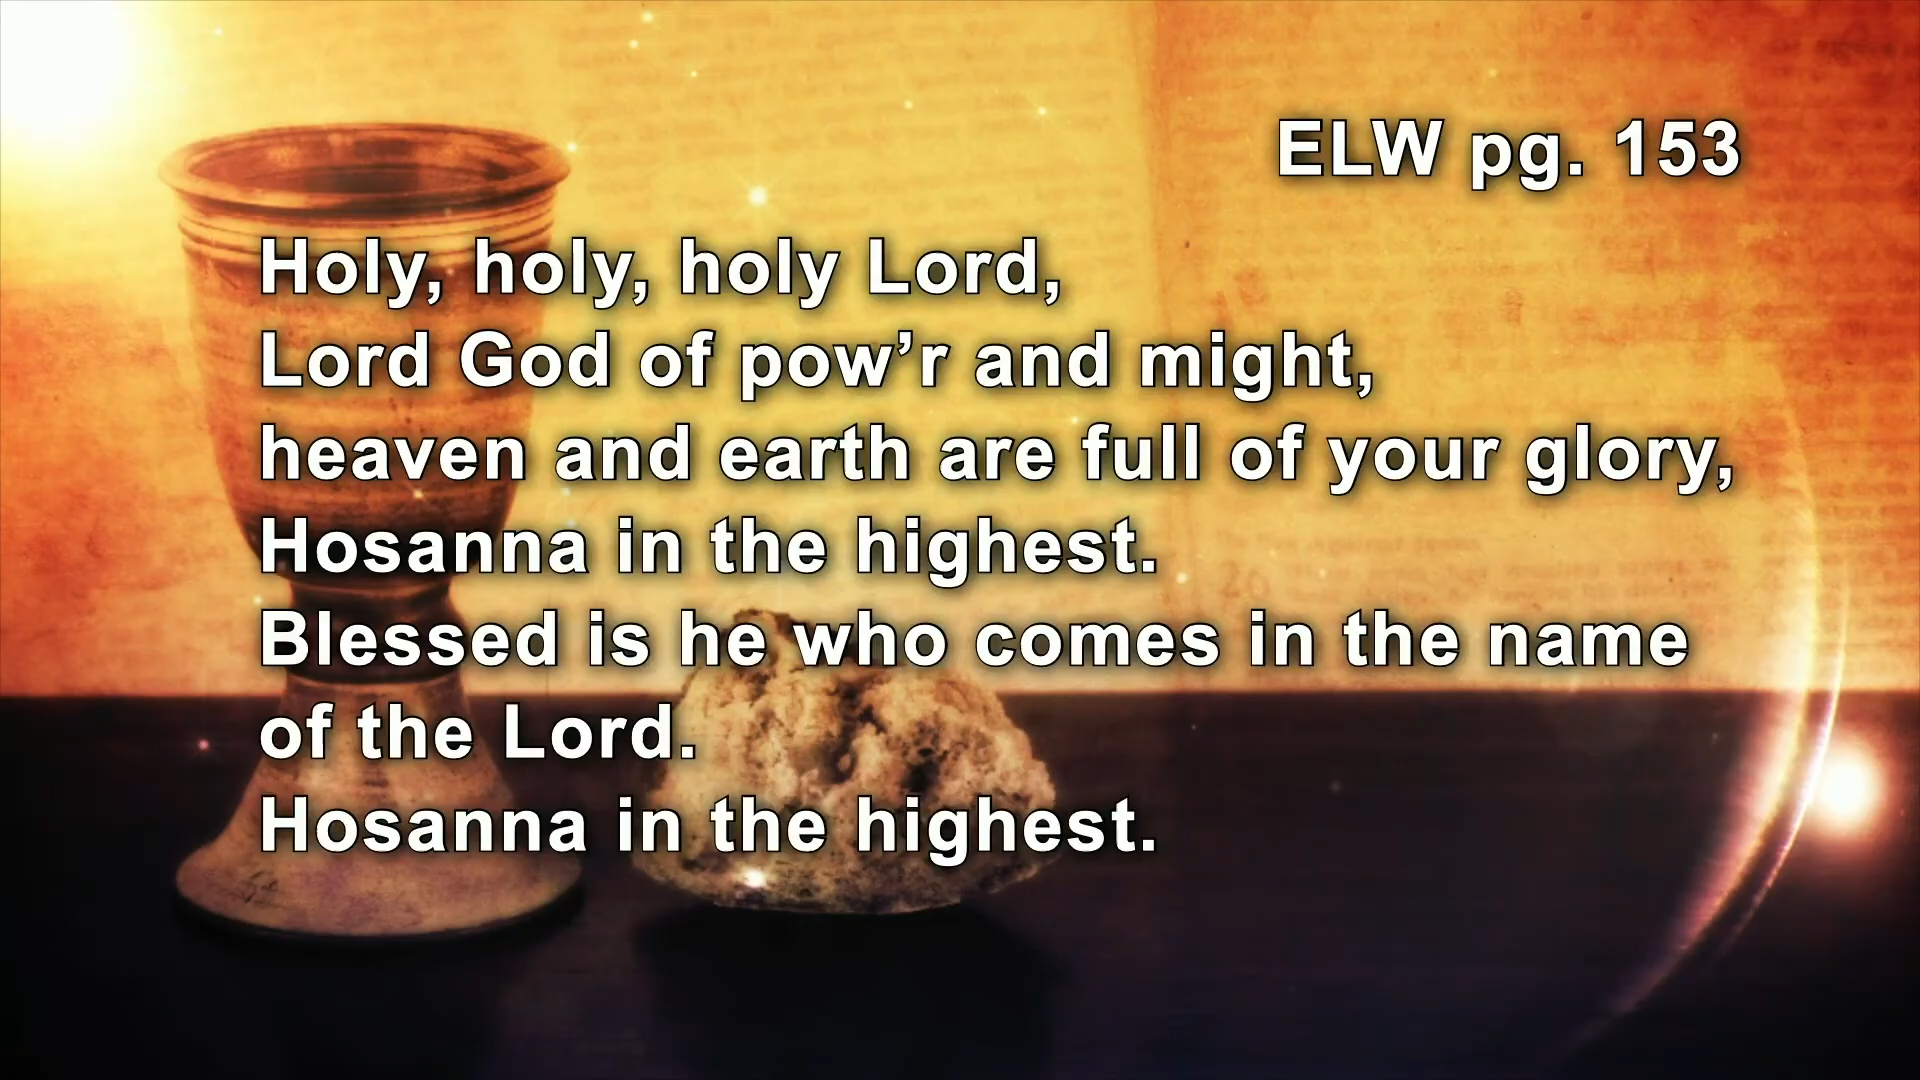 ELW pg. 153
Holy, holy, holy Lord,
Lord God of pow’r and might,
heaven and earth are full of your glory,
Hosanna in the highest.
Blessed is he who comes in the name
of the Lord.
Hosanna in the highest.